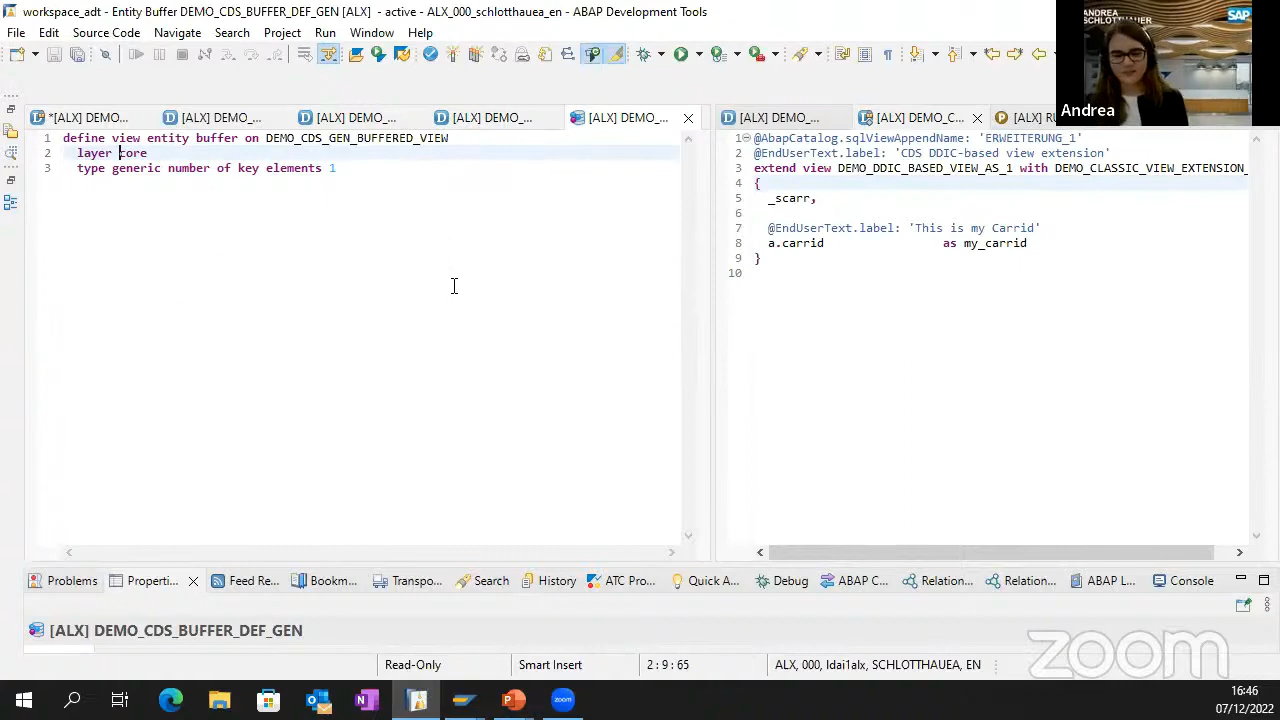 workspace_adt - Entity Buffer DEMO_CDS_BUFFER_DEF_GEN [ALX] - active - ALX_000_schlotthauea_en - ABAP Development Tools
File Edit Source Code Navigate Search Project Run Window Help
ANDREA
SCHLOTTHAUER
SAP
Andrea
*[ALX] DEMO... [ALX] DEMO_... [ALX] DEMO_... [ALX] DEMO_... [ALX] DEMO_...
1 define view entity buffer on DEMO_CDS_GEN_BUFFERED_VIEW
2 layer core
3 type generic number of key elements 1
[ALX] DEMO_... [ALX] DEMO_C... [ALX] RU
1 @AbapCatalog.sqlViewAppendName: 'ERWEITERUNG_1'
2 @EndUserText.label: 'CDS DDIC-based view extension'
3 extend view DEMO_DDIC_BASED_VIEW_AS_1 with DEMO_CLASSIC_VIEW_EXTENSION_
4 {
5 _scarr,
6
7 @EndUserText.label: 'This is my Carrid'
8 a.carrid as my_carrid
9 }
10
Problems Properti... Feed Re... Bookm... Transpo... Search History ATC Pro... Quick A... Debug ABAP C... Relation... Relation... ABAP L... Console
[ALX] DEMO_CDS_BUFFER_DEF_GEN
zoom
Read-Only Smart Insert 2 : 9 : 65 ALX, 000, ldai1alx, SCHLOTTHAUEA, EN
zoom
16:46
07/12/2022